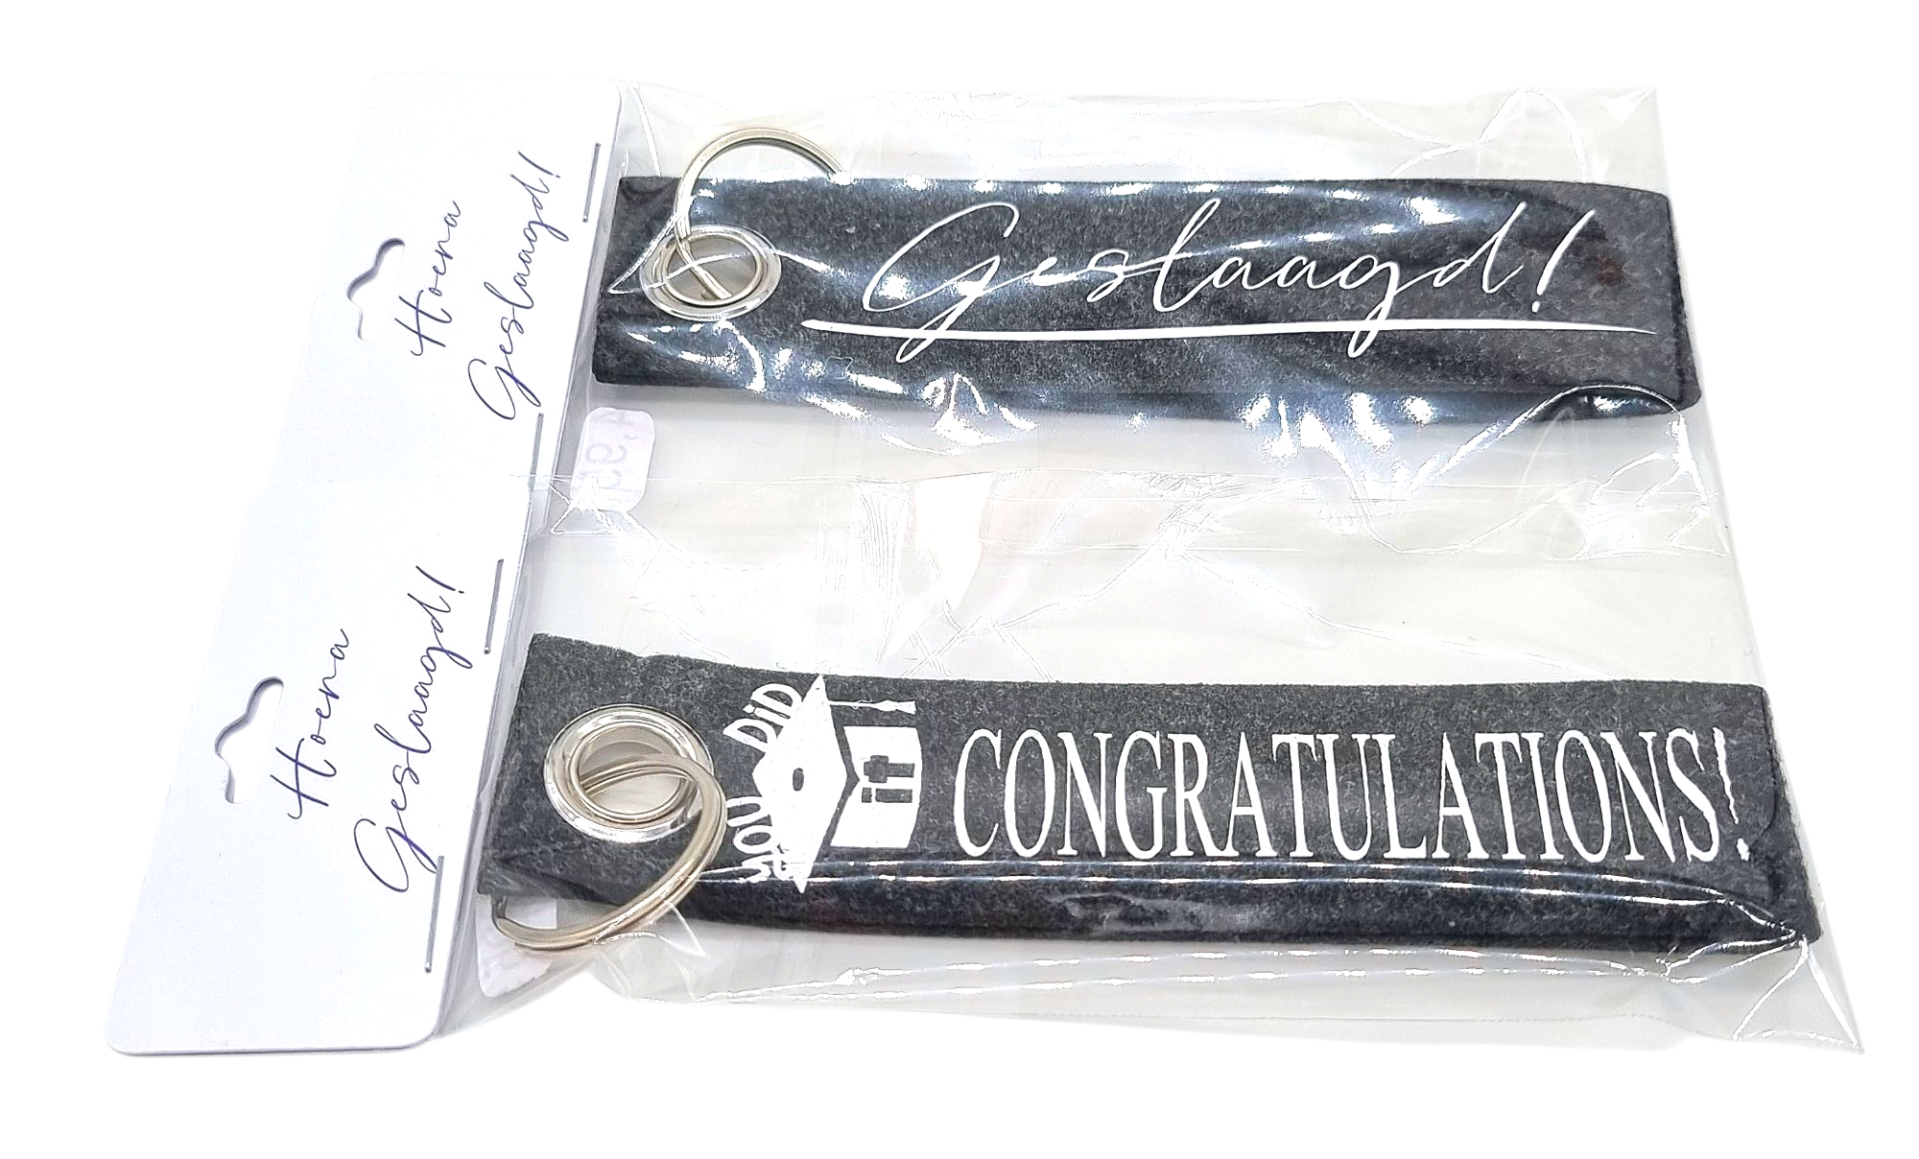 Hoera
Geslaagd!
Geslaagd!
Hoera
Geslaagd!
YOU DiD it
CONGRATULATIONS!